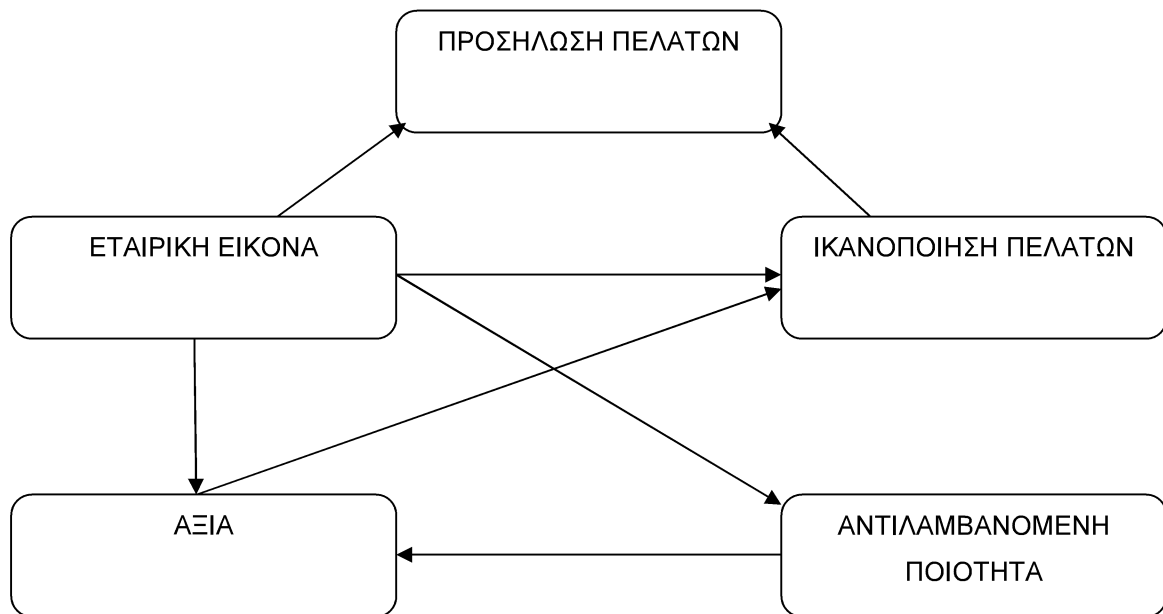 ΠΡΟΣΗΛΩΣΗ ΠΕΛΑΤΩΝ
ΕΤΑΙΡΙΚΗ ΕΙΚΟΝΑ
ΙΚΑΝΟΠΟΙΗΣΗ ΠΕΛΑΤΩΝ
ΑΞΙΑ
ΑΝΤΙΛΑΜΒΑΝΟΜΕΝΗ
ΠΟΙΟΤΗΤΑ